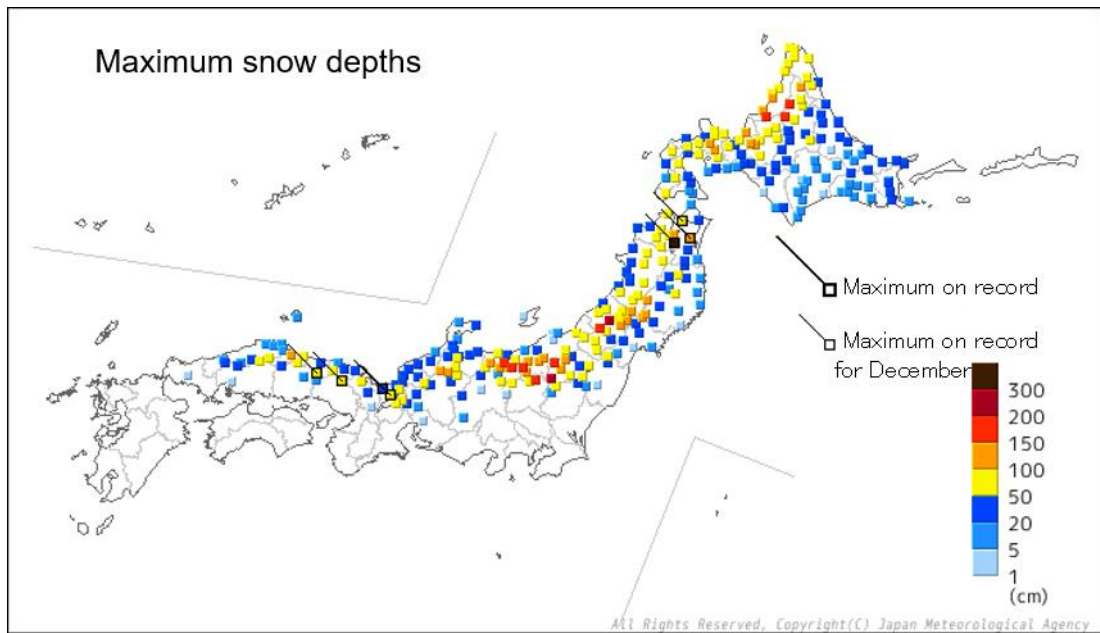 Maximum snow depths
Maximum on record
Maximum on record
for December
300
200
150
100
50
20
5
1
(cm)
All Rights Reserved, Copyright(C) Japan Meteorological Agency